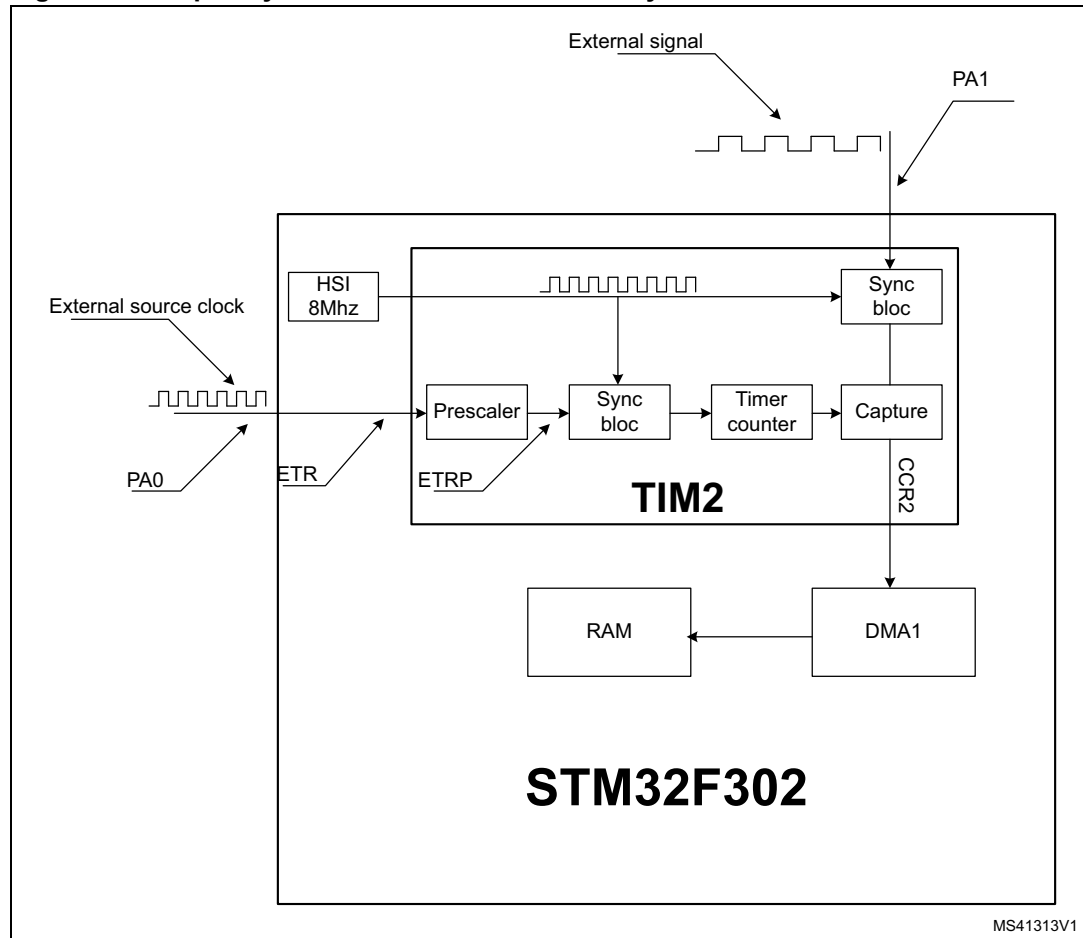 External signal
PA1
HSI
8Mhz
Sync
bloc
External source clock
Prescaler
Sync
bloc
Timer
counter
Capture
PA0
ETR
ETRP
TIM2
CCR2
RAM
DMA1
STM32F302
MS41313V1